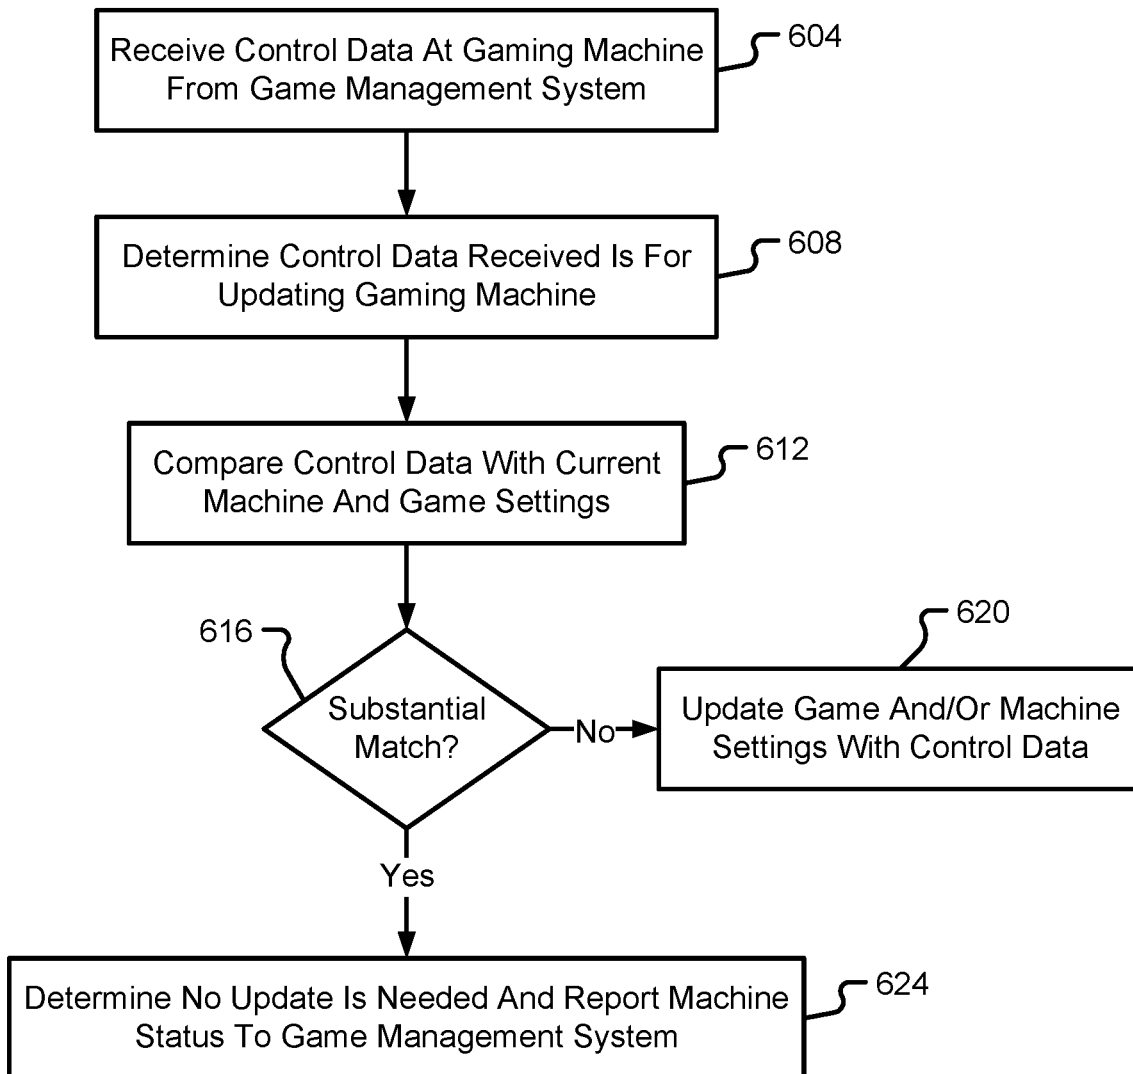 Receive Control Data At Gaming Machine
From Game Management System
604
Determine Control Data Received Is For
Updating Gaming Machine
608
Compare Control Data With Current
Machine And Game Settings
612
616
Substantial
Match?
No
620
Update Game And/Or Machine
Settings With Control Data
Yes
Determine No Update Is Needed And Report Machine
Status To Game Management System
624